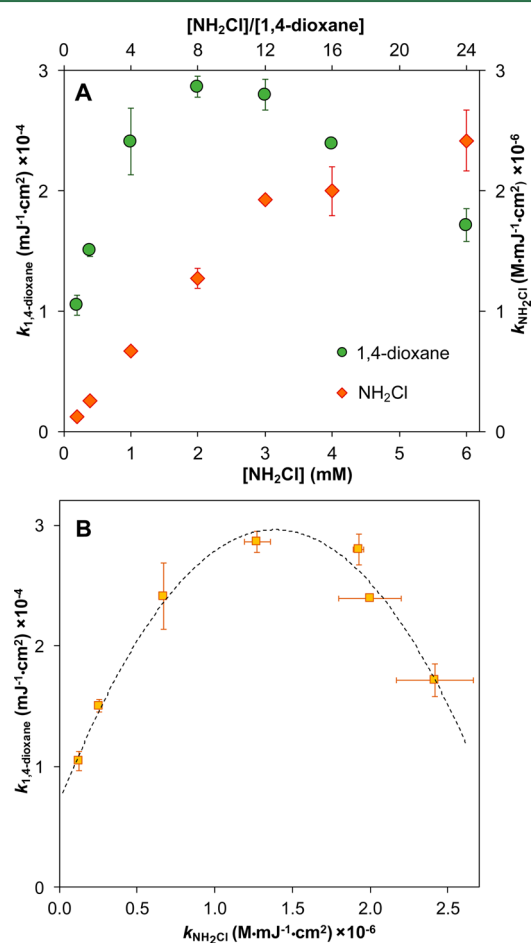 [NH₂Cl]/[1,4-dioxane]
0 4 8 12 16 20 24
A
3
2
1
0
k₁,₄-dioxane (mJ⁻¹·cm²) ×10⁻⁴
3
2
1
0
k_NH₂Cl (M·mJ⁻¹·cm²) ×10⁻⁶
1,4-dioxane
NH₂Cl
0 1 2 3 4 5 6
[NH₂Cl] (mM)
B
3
2
1
0
k₁,₄-dioxane (mJ⁻¹·cm²) ×10⁻⁴
0.0 0.5 1.0 1.5 2.0 2.5
k_NH₂Cl (M·mJ⁻¹·cm²) ×10⁻⁶